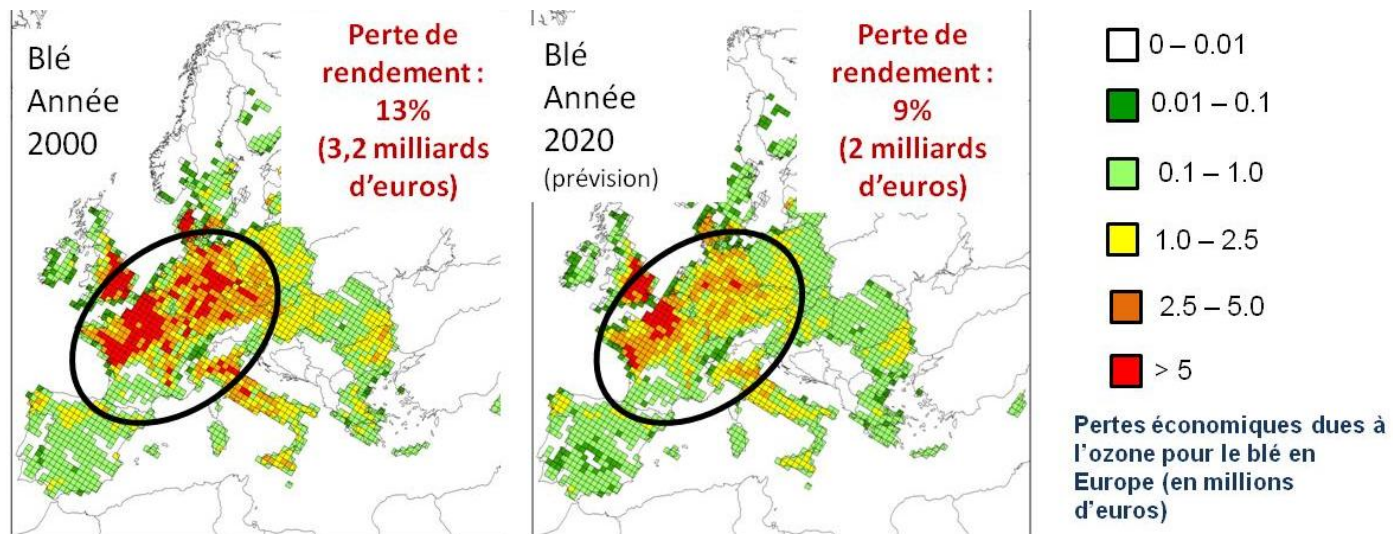 Blé
Année
2000
Perte de
rendement :
13%
(3,2 milliards
d'euros)
Blé
Année
2020
(prévision)
Perte de
rendement :
9%
(2 milliards
d'euros)
0 – 0.01
0.01 – 0.1
0.1 – 1.0
1.0 – 2.5
2.5 – 5.0
> 5
Pertes économiques dues à
l'ozone pour le blé en
Europe (en millions
d'euros)